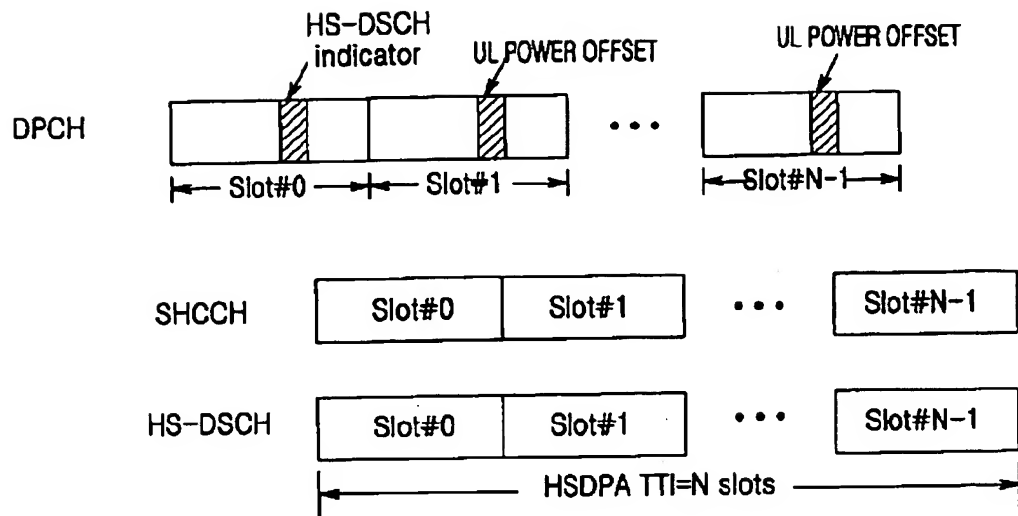 HS-DSCH
indicator
UL POWER OFFSET
UL POWER OFFSET
DPCH
•••
Slot#0
Slot#1
Slot#N-1
SHCCH
Slot#0
Slot#1
•••
Slot#N-1
HS-DSCH
Slot#0
Slot#1
•••
Slot#N-1
HSDPA TTI=N slots